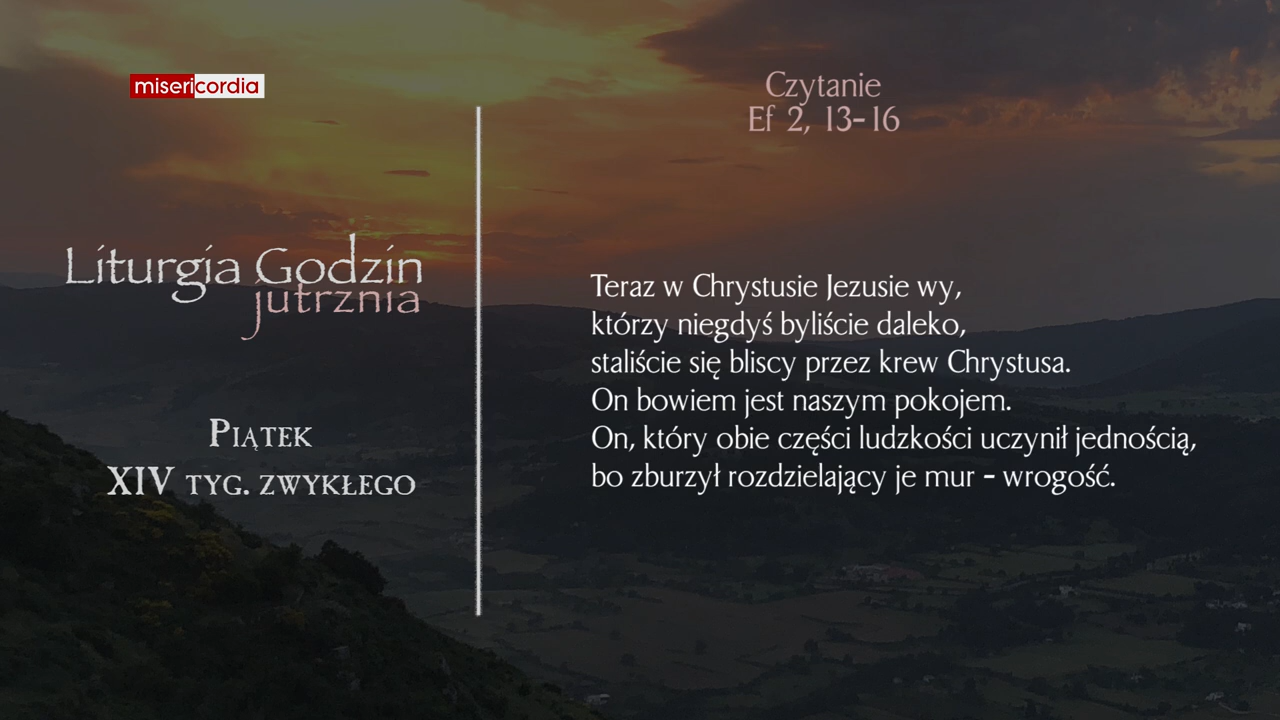 misericordia
Liturgia Godzin
jutrznia
Piątek
XIV tyg. zwykłego
Czytanie
Ef 2, 13-16
Teraz w Chrystusie Jezusie wy,
którzy niegdyś byliście daleko,
staliście się bliscy przez krew Chrystusa.
On bowiem jest naszym pokojem.
On, który obie części ludzkości uczynił jednością,
bo zburzył rozdzielający je mur - wrogość.